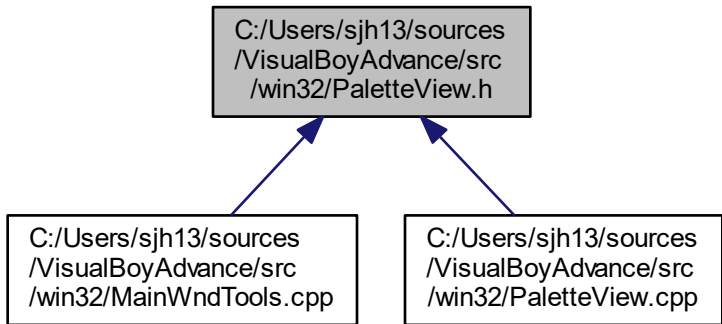 C:/Users/sjh13/sources
/VisualBoyAdvance/src
/win32/PaletteView.h
C:/Users/sjh13/sources
/VisualBoyAdvance/src
/win32/MainWndTools.cpp
C:/Users/sjh13/sources
/VisualBoyAdvance/src
/win32/PaletteView.cpp